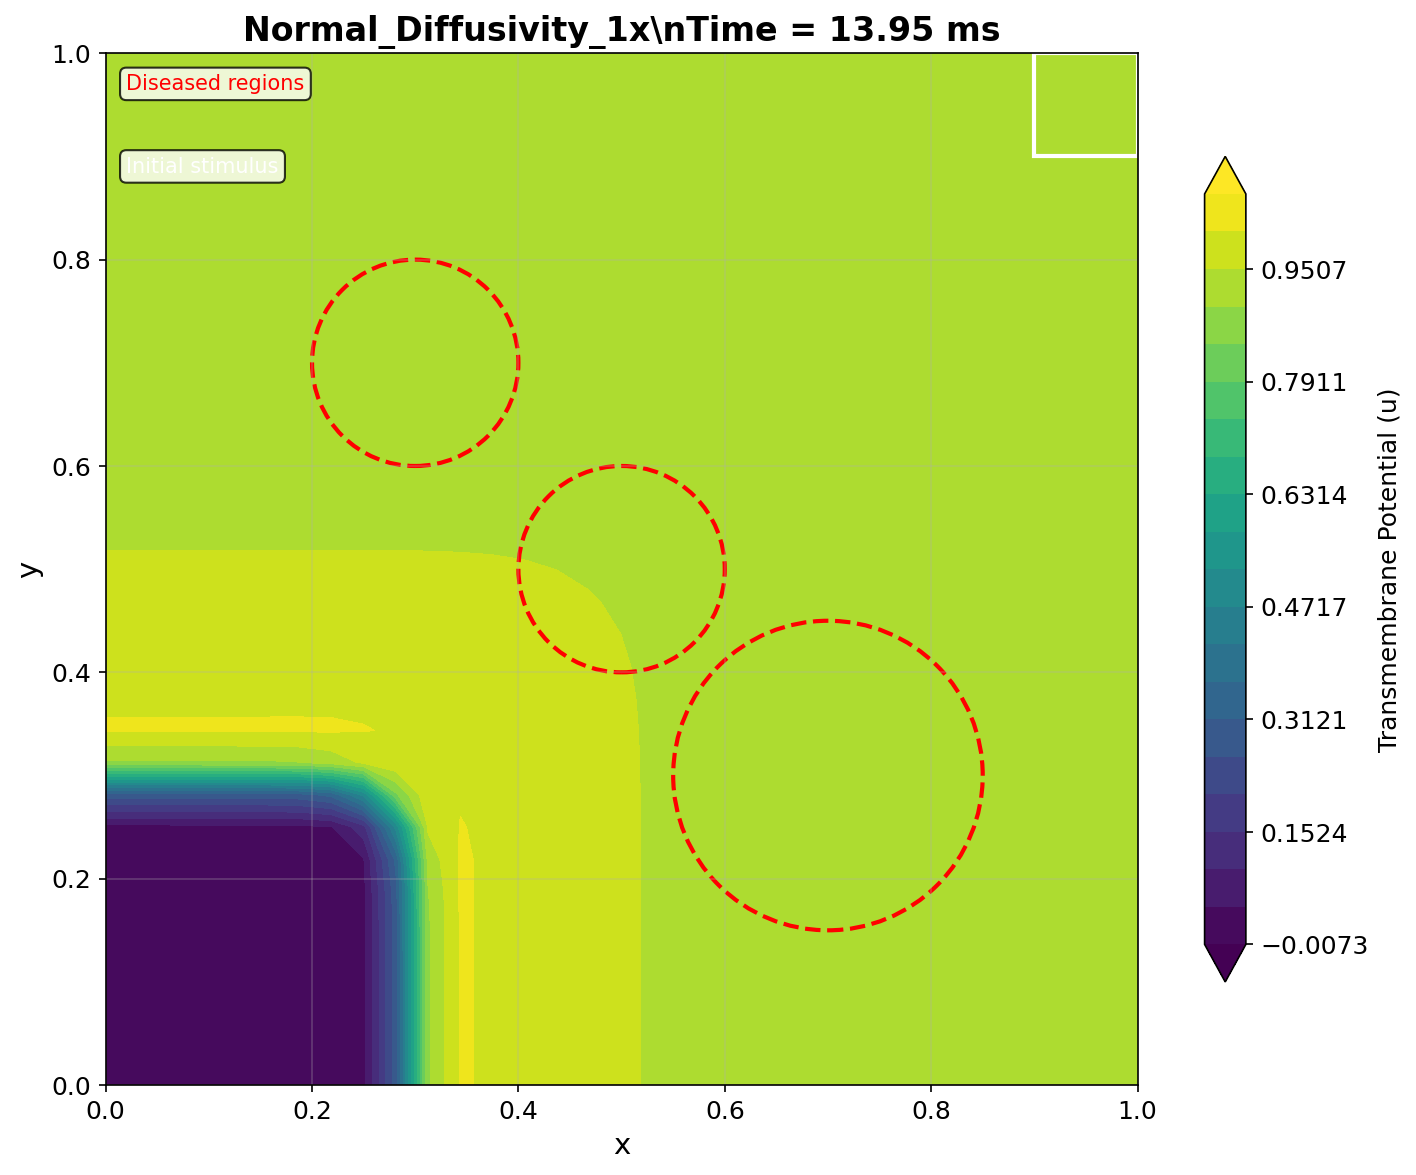 Normal_Diffusivity_1x\nTime = 13.95 ms
Diseased regions
Initial stimulus
1.0
0.8
0.6
0.4
0.2
0.0
y
0.0 0.2 0.4 0.6 0.8 1.0
x
0.9507
0.7911
0.6314
0.4717
0.3121
0.1524
−0.0073
Transmembrane Potential (u)